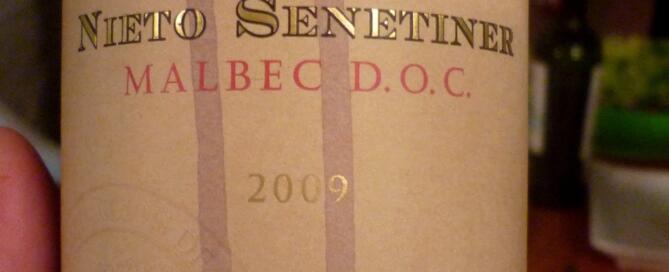 NIETO SENETINER
MALBEC D.O.C.
2009